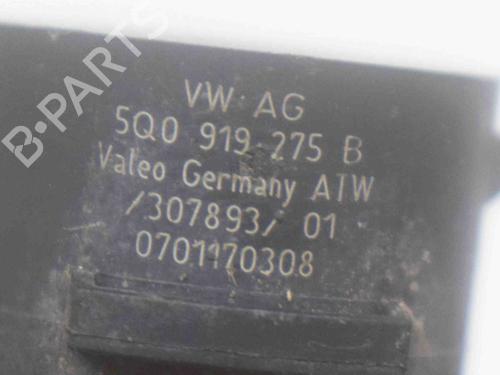 VW AG
5Q0 919 275 B
Valeo Germany ATW
/307893/ 01
0701170308
B-PARTS